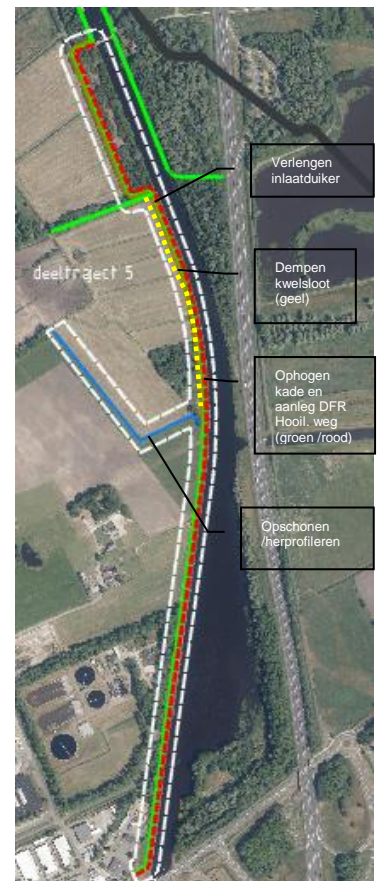 Verlengen
inlaatduiker
deeltraject 5
Dempen
kwelsloot
(geel)
Ophogen
kade en
aanleg DFR
Hooil. weg
(groen /rood)
Opschonen
/herprofileren